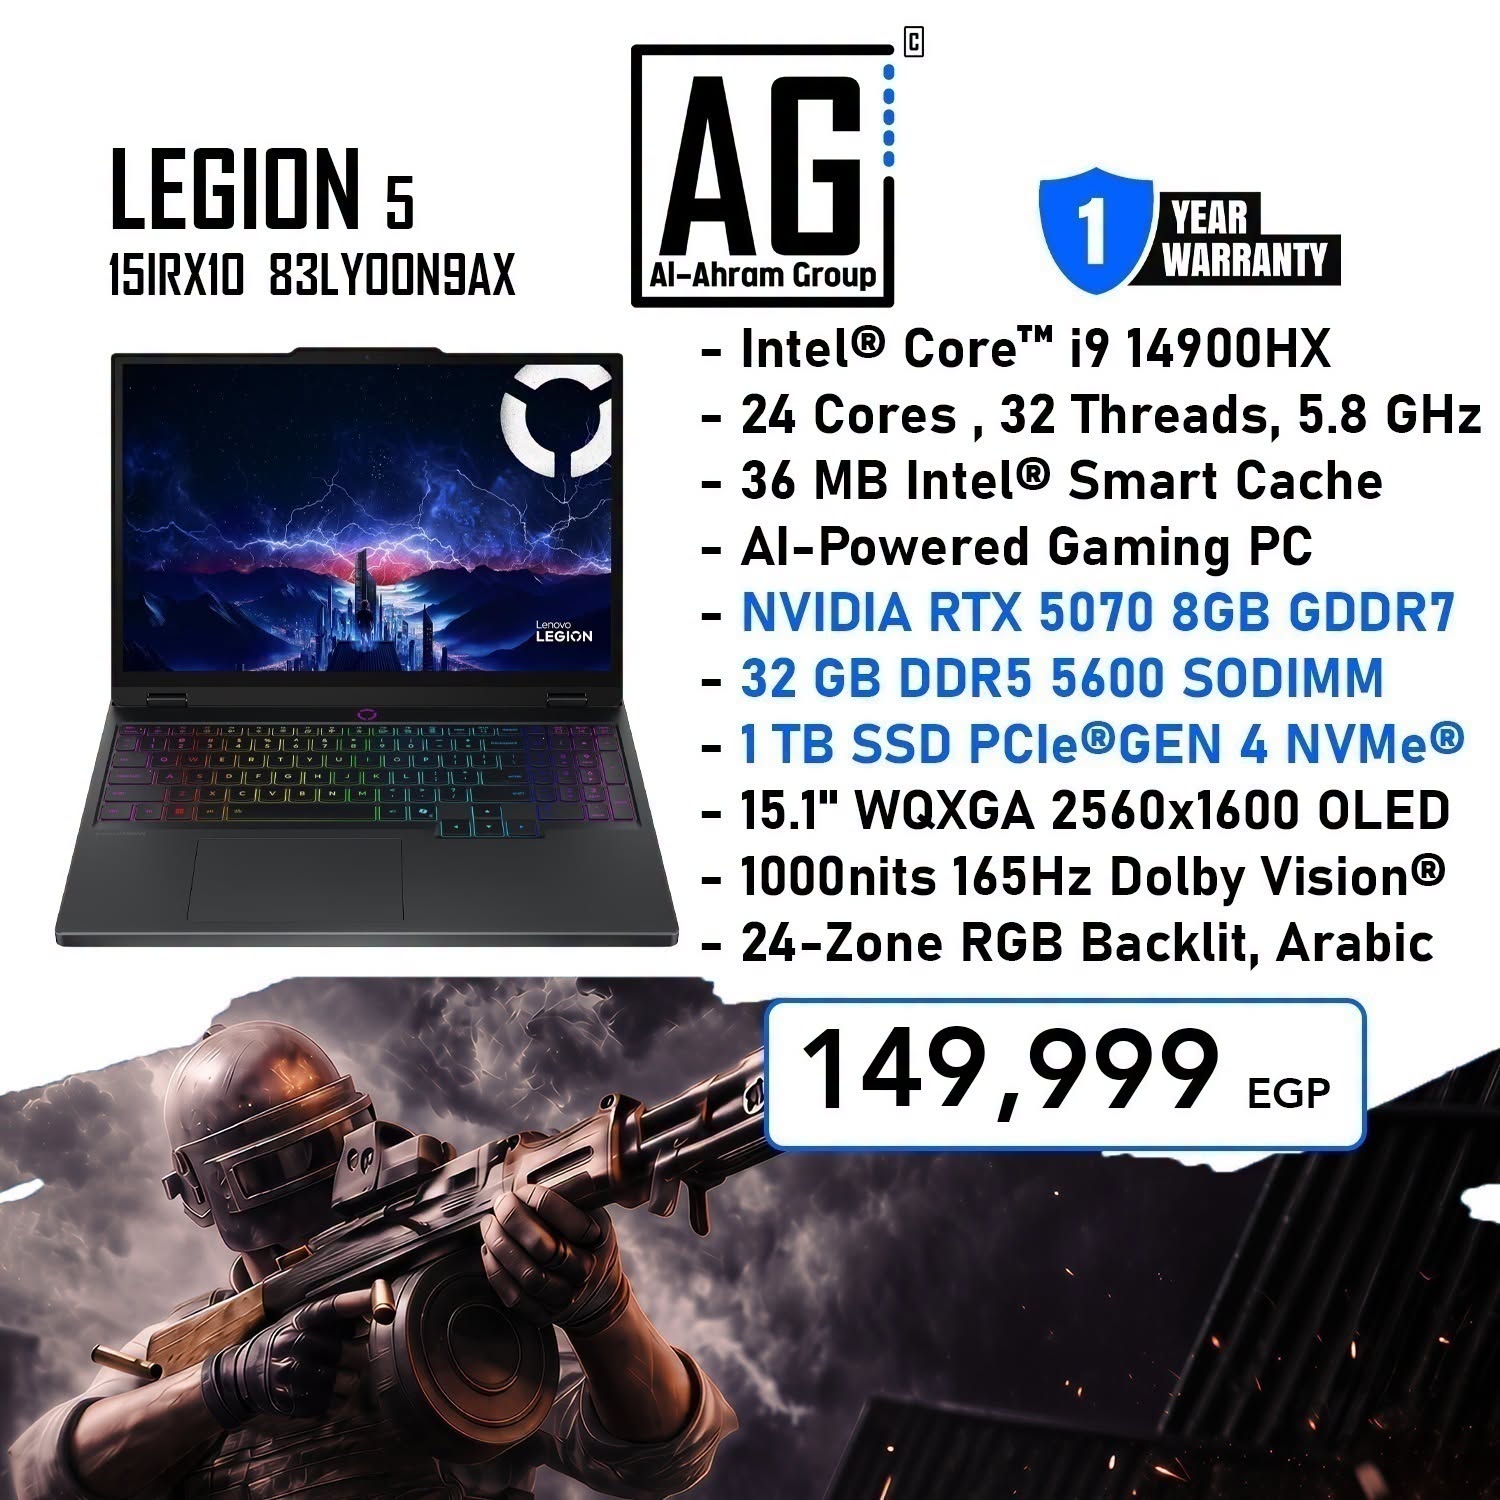 C
AG
Al-Ahram Group
LEGION 5
15IRX10 83LY00N9AX
1 YEAR
WARRANTY
- Intel® Core™ i9 14900HX
- 24 Cores , 32 Threads, 5.8 GHz
- 36 MB Intel® Smart Cache
- AI-Powered Gaming PC
- NVIDIA RTX 5070 8GB GDDR7
- 32 GB DDR5 5600 SODIMM
- 1 TB SSD PCIe®GEN 4 NVMe®
- 15.1" WQXGA 2560x1600 OLED
- 1000nits 165Hz Dolby Vision®
- 24-Zone RGB Backlit, Arabic
Lenovo
LEGION
149,999 EGP